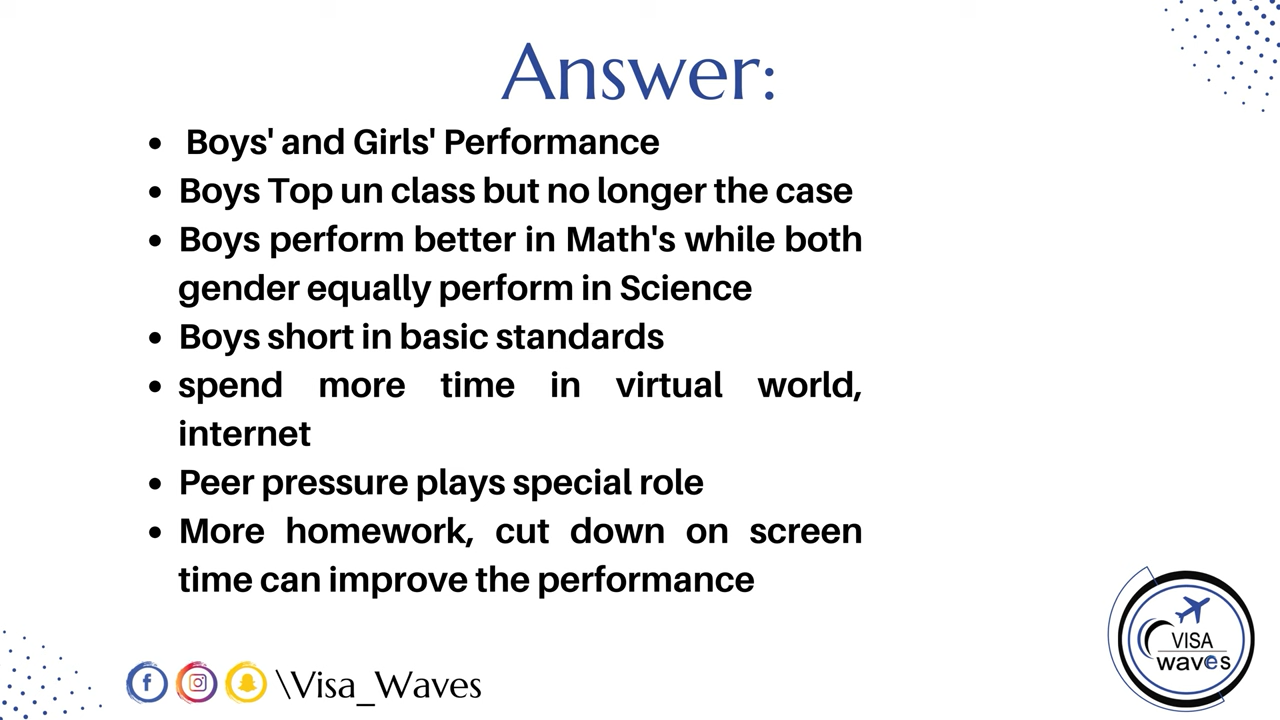 Answer:
• Boys' and Girls' Performance
• Boys Top un class but no longer the case
• Boys perform better in Math's while both
gender equally perform in Science
• Boys short in basic standards
• spend more time in virtual world,
internet
• Peer pressure plays special role
• More homework, cut down on screen
time can improve the performance
VISA
waves
\Visa_Waves